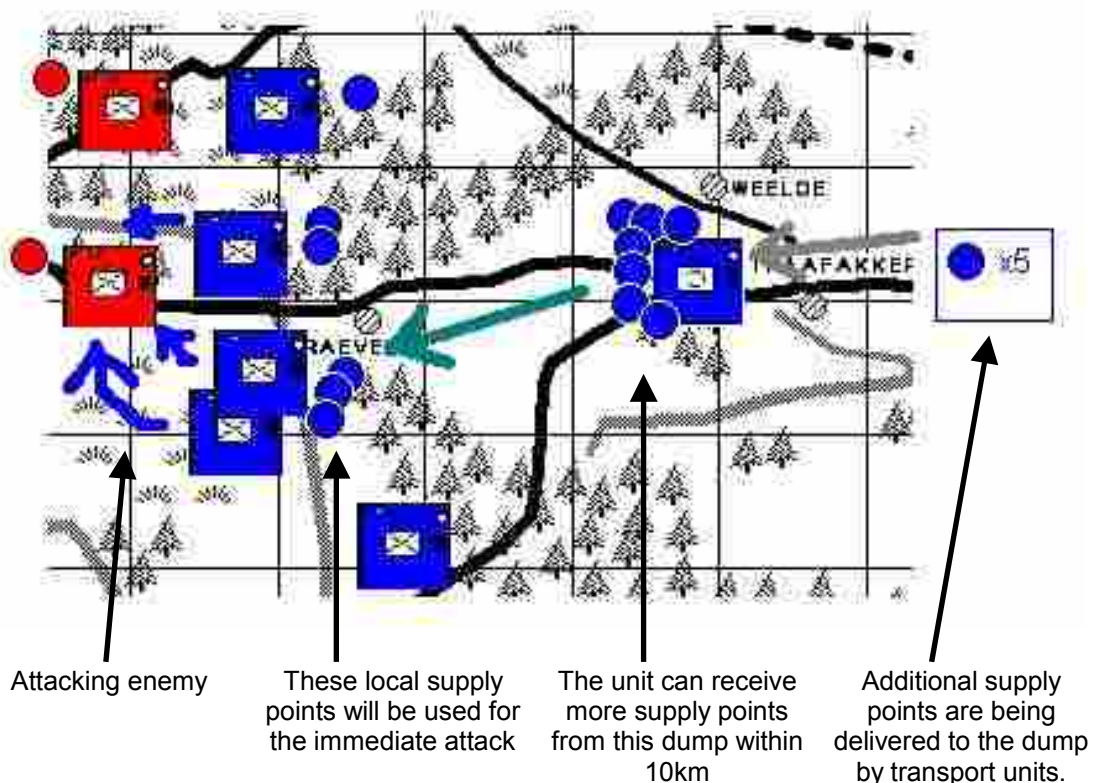 WEELDE
x5
Attacking enemy
These local supply
points will be used for
the immediate attack
The unit can receive
more supply points
from this dump within
10km
Additional supply
points are being
delivered to the dump
by transport units.